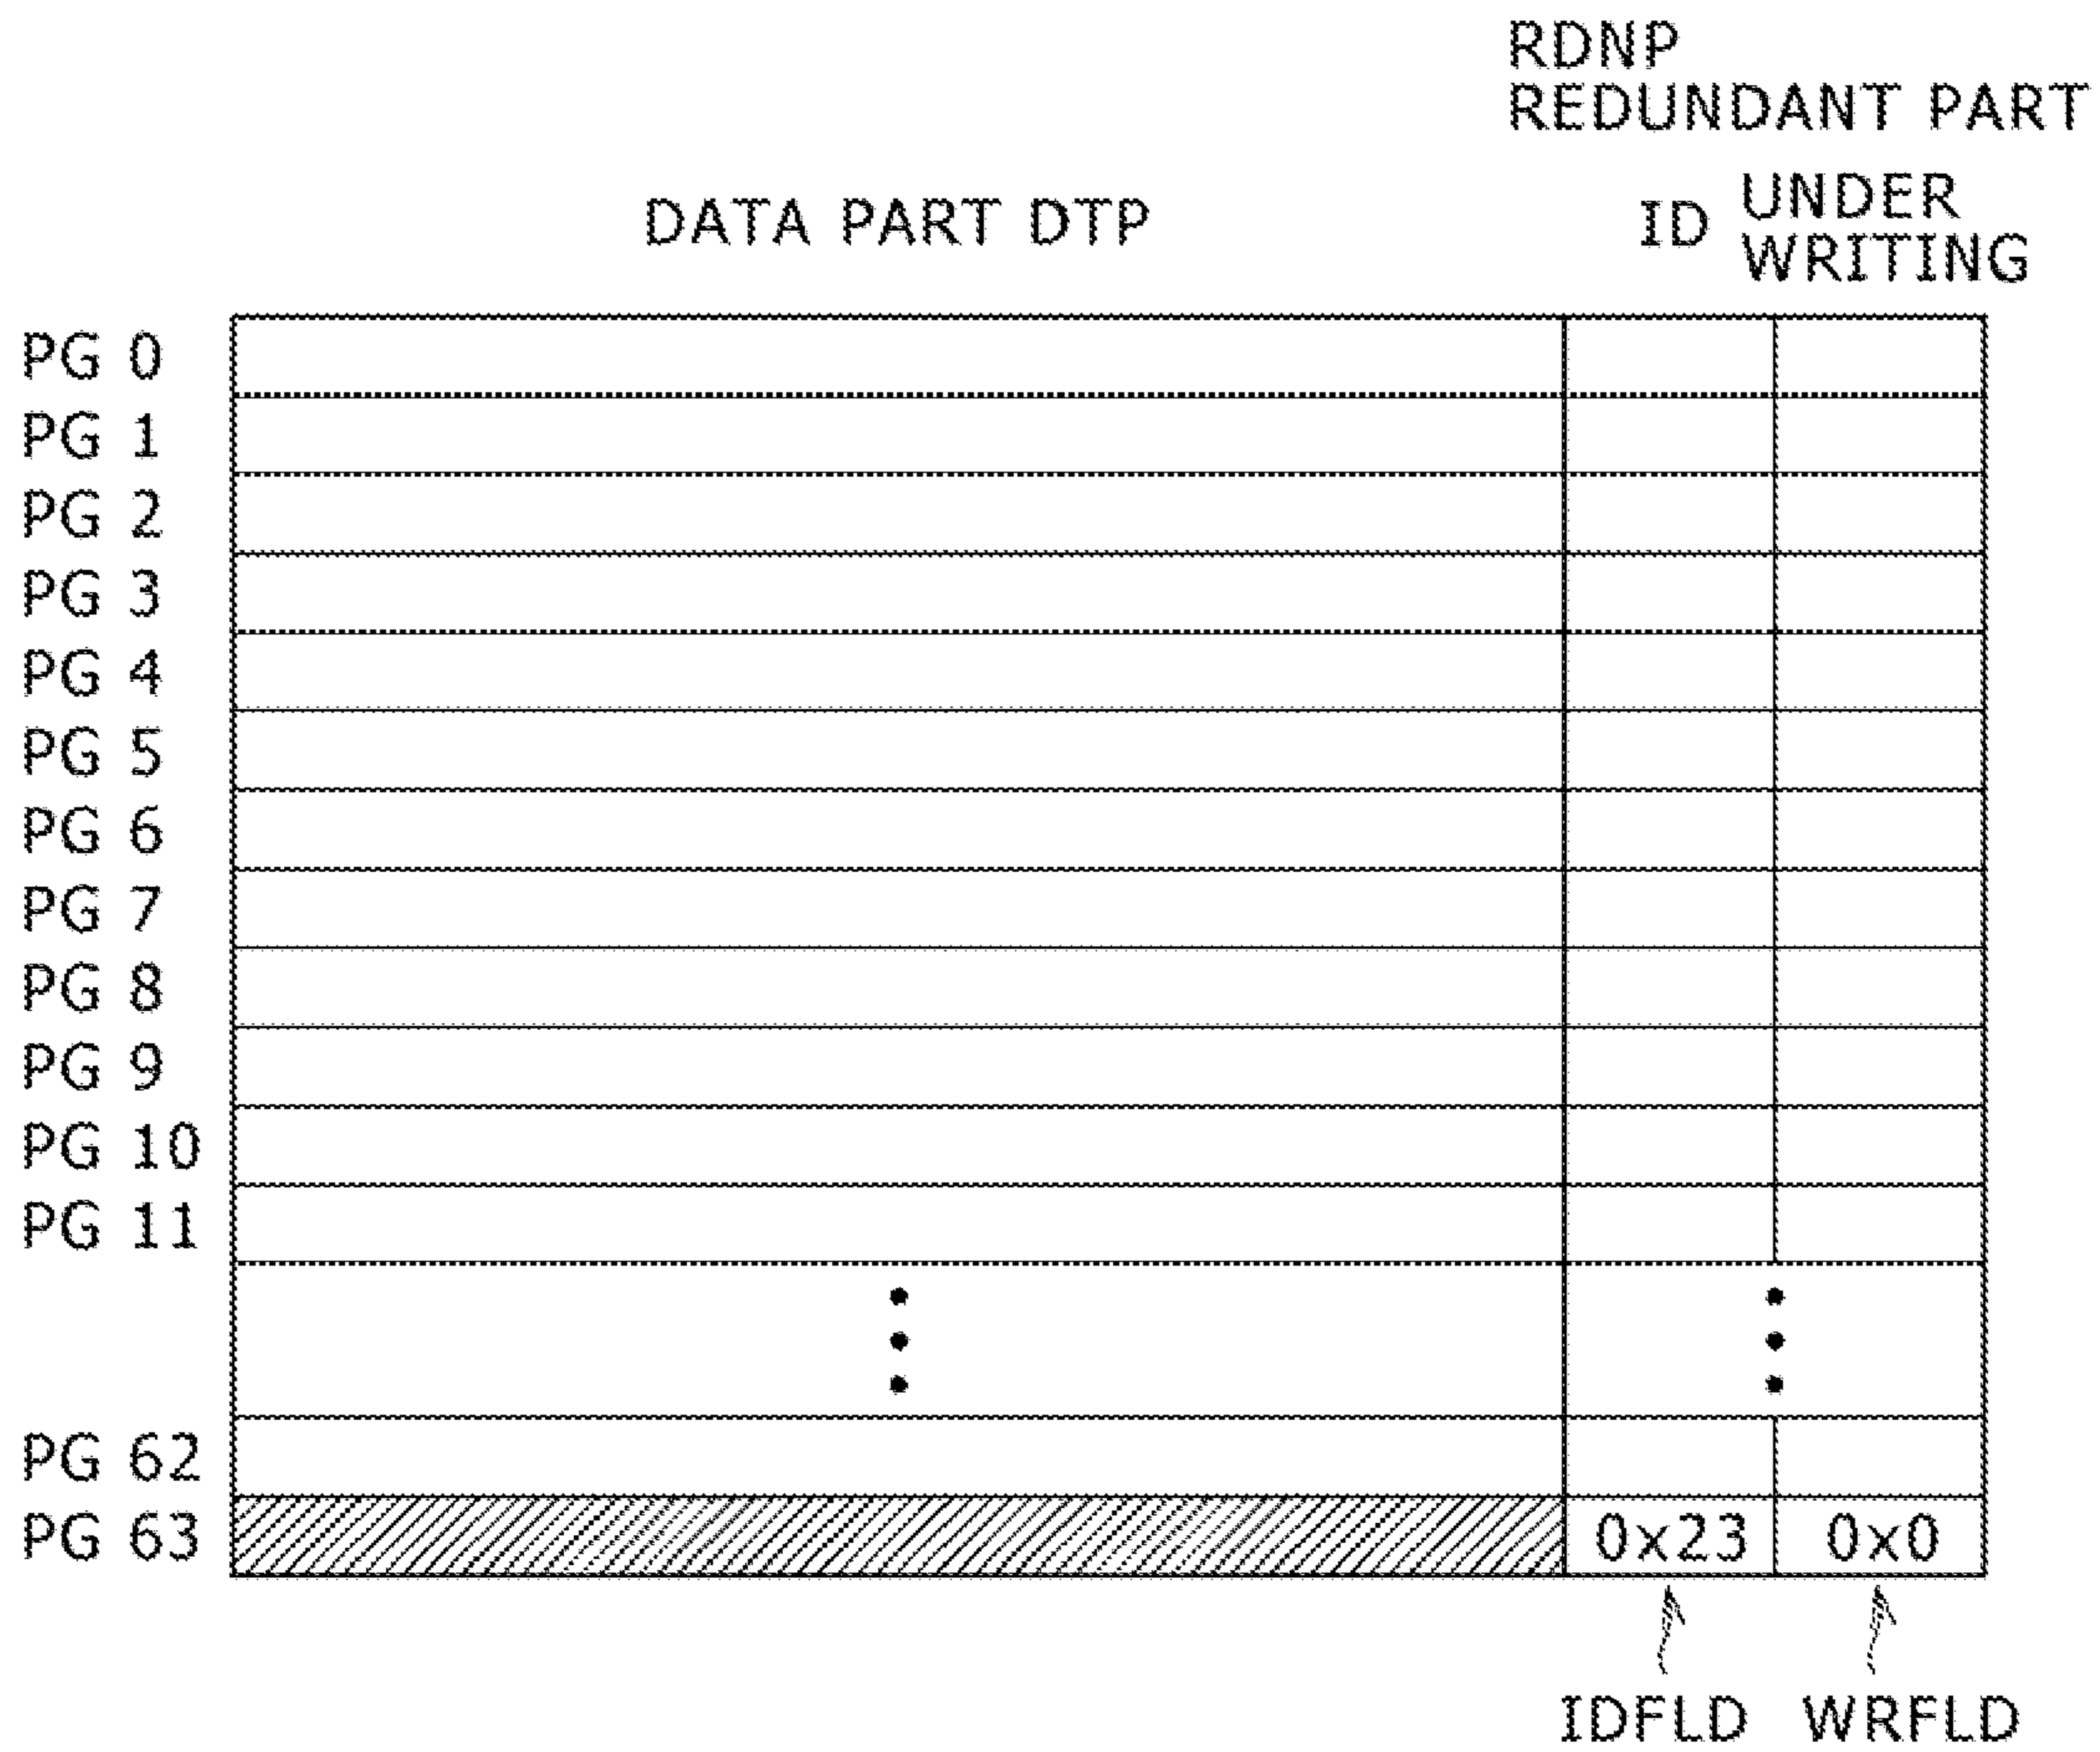 RDNP
REDUNDANT PART
DATA PART DTP
ID
UNDER
WRITING
PG 0
PG 1
PG 2
PG 3
PG 4
PG 5
PG 6
PG 7
PG 8
PG 9
PG 10
PG 11
PG 62
PG 63 0x23 0x0
IDFLD WRFLD